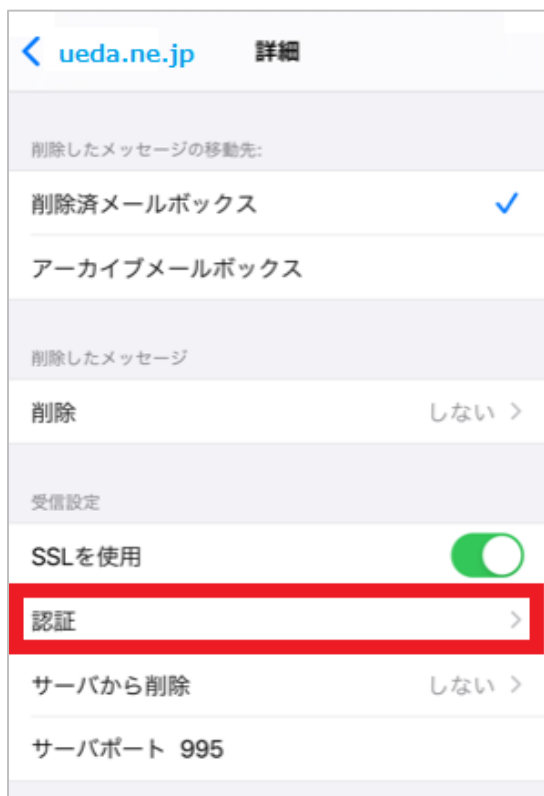 ueda.ne.jp 詳細
削除したメッセージの移動先:
削除済メールボックス
アーカイブメールボックス
削除したメッセージ
削除 しない
受信設定
SSLを使用
認証
サーバから削除 しない
サーバポート 995